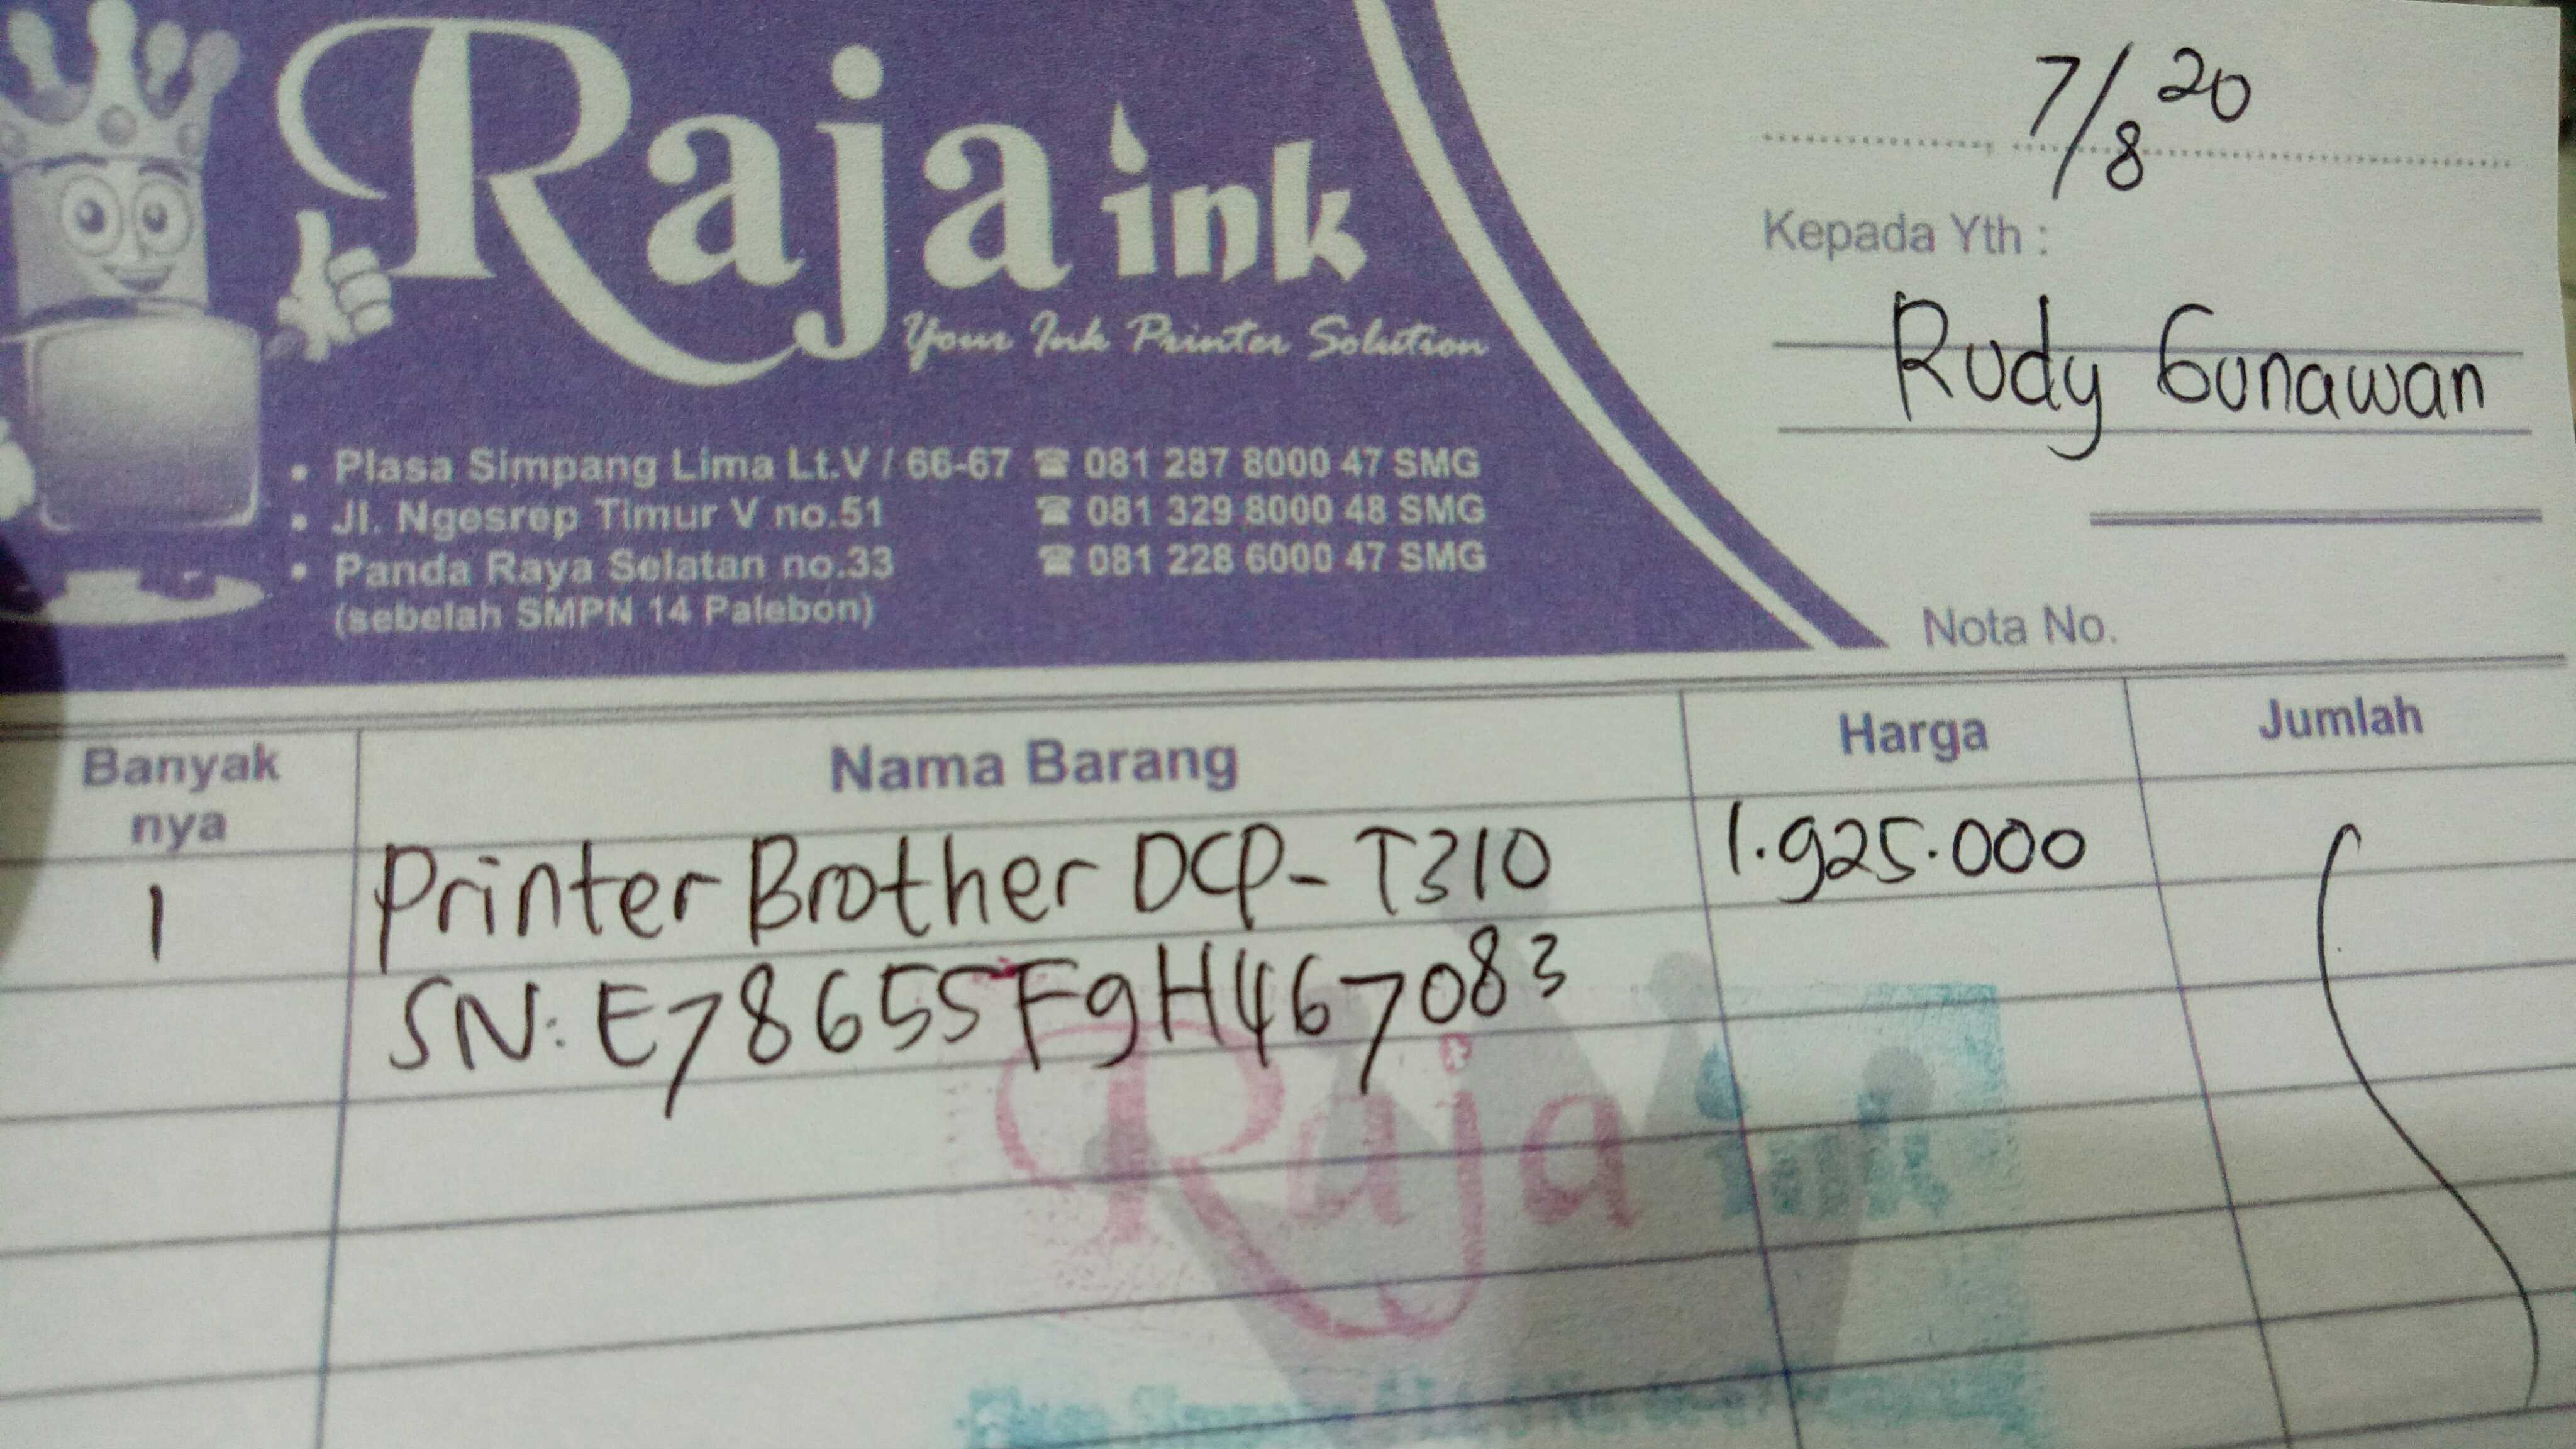 Raja ink
Your Ink Printer Solution
• Plasa Simpang Lima Lt.V / 66-67 ☎ 081 287 8000 47 SMG
• Jl. Ngesrep Timur V no.51 ☎ 081 329 8000 48 SMG
• Panda Raya Selatan no.33 ☎ 081 228 6000 47 SMG
(sebelah SMPN 14 Palebon)
7/8 20
Kepada Yth :
Rudy Gunawan
Nota No.
Banyak
nya
Nama Barang
Harga
Jumlah
1 Printer Brother DCP-T310 1.925.000
SN: E78655F9H467083
Raja ink